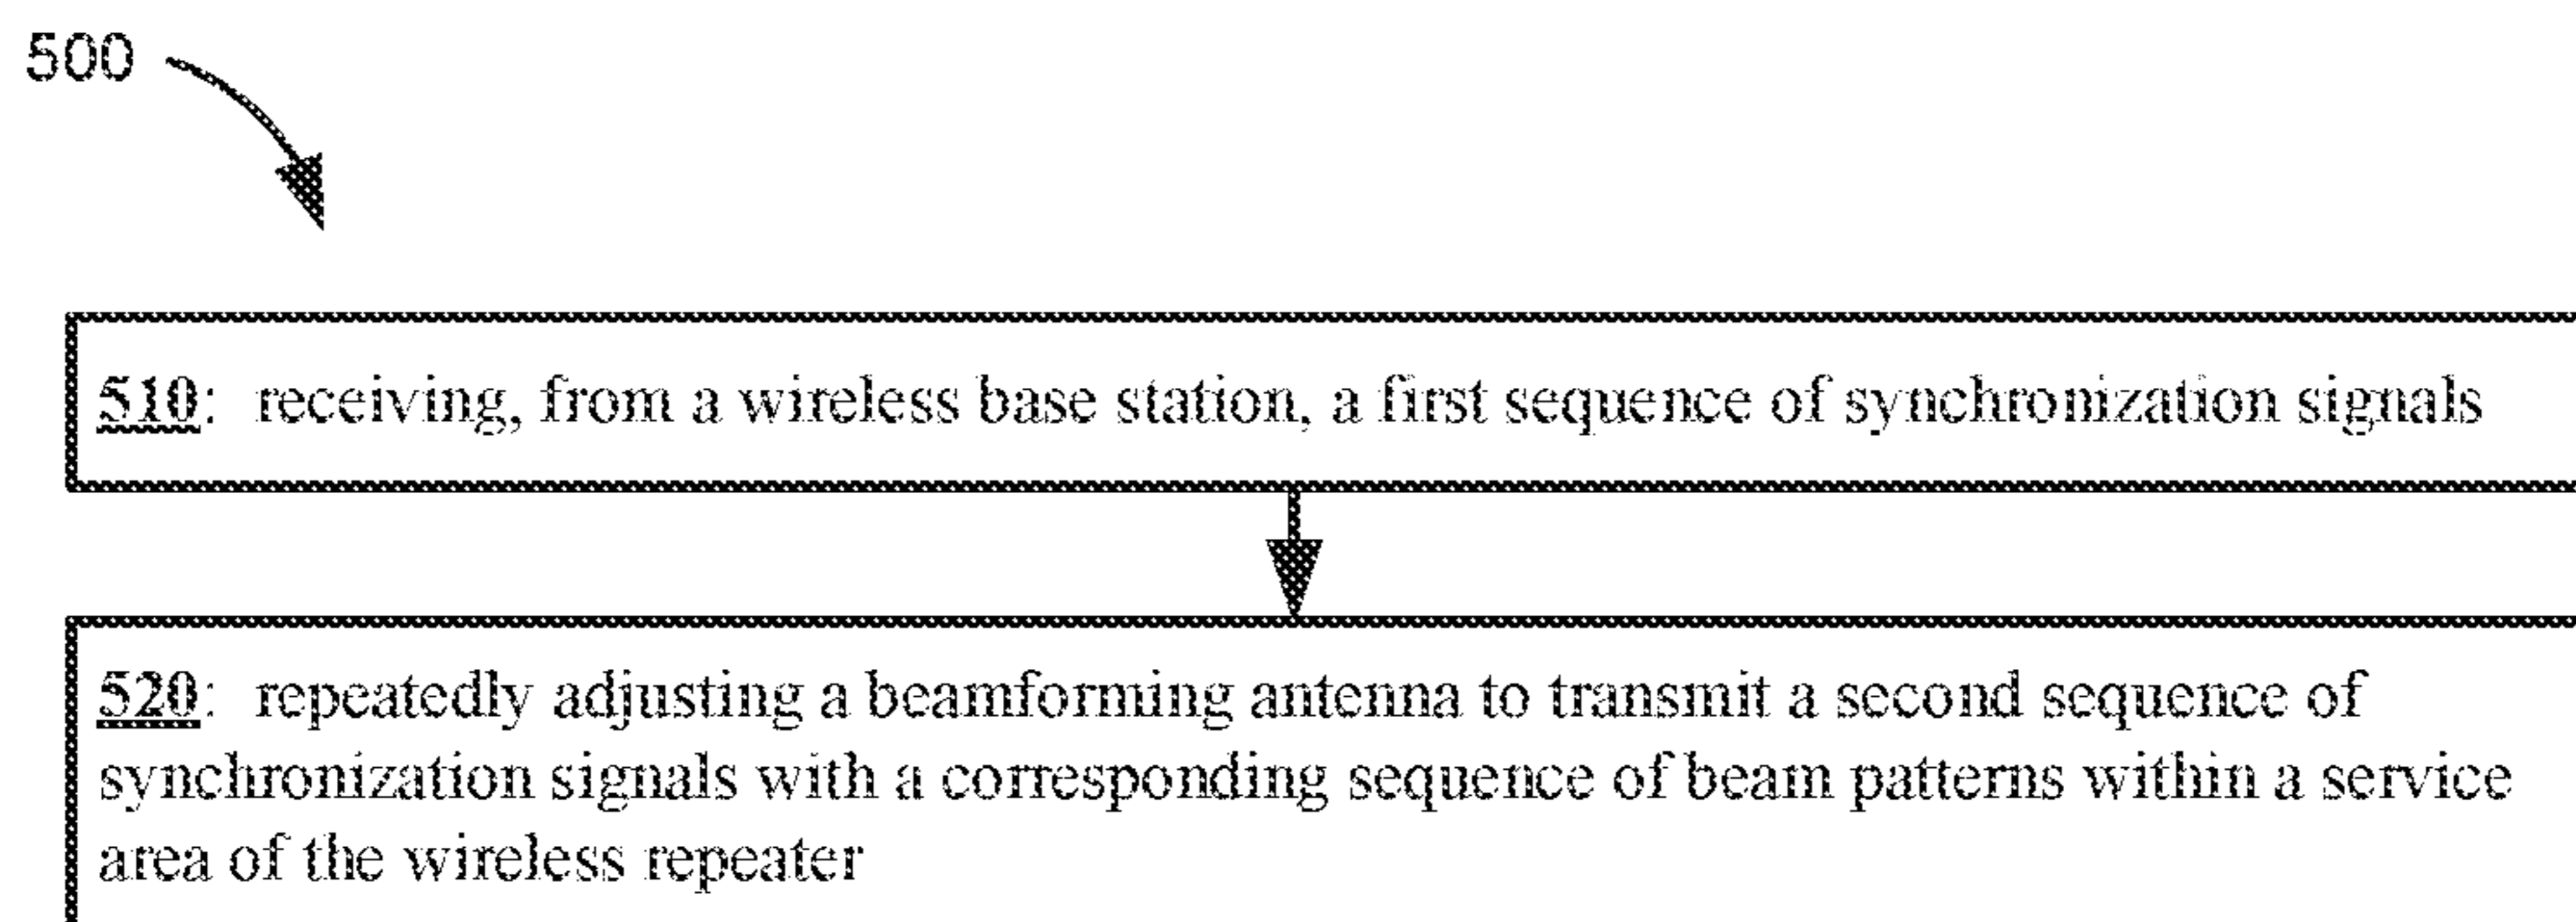 500
510: receiving, from a wireless base station, a first sequence of synchronization signals
520: repeatedly adjusting a beamforming antenna to transmit a second sequence of
synchronization signals with a corresponding sequence of beam patterns within a service
area of the wireless repeater